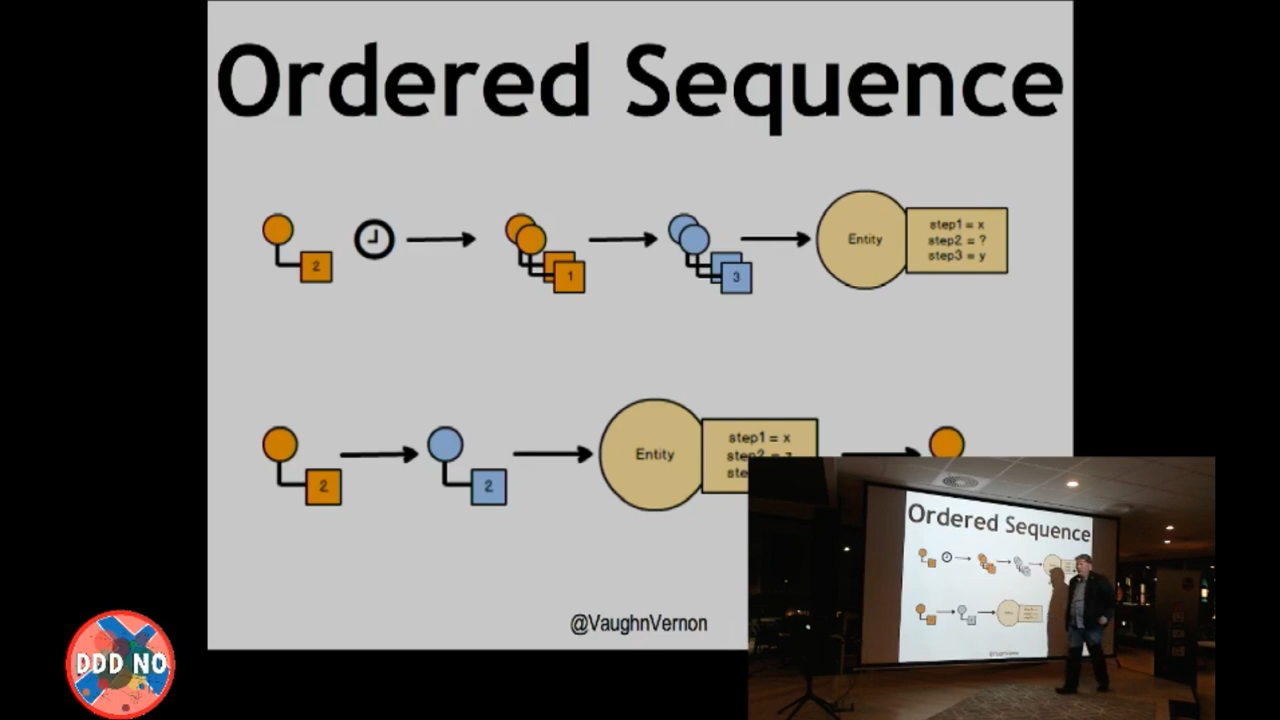 Ordered Sequence
2
1
3
Entity
step1 = x
step2 = ?
step3 = y
2
2
Entity
step1 = x
step2 = z
ste
@VaughnVernon
DDD NO
Ordered Sequence